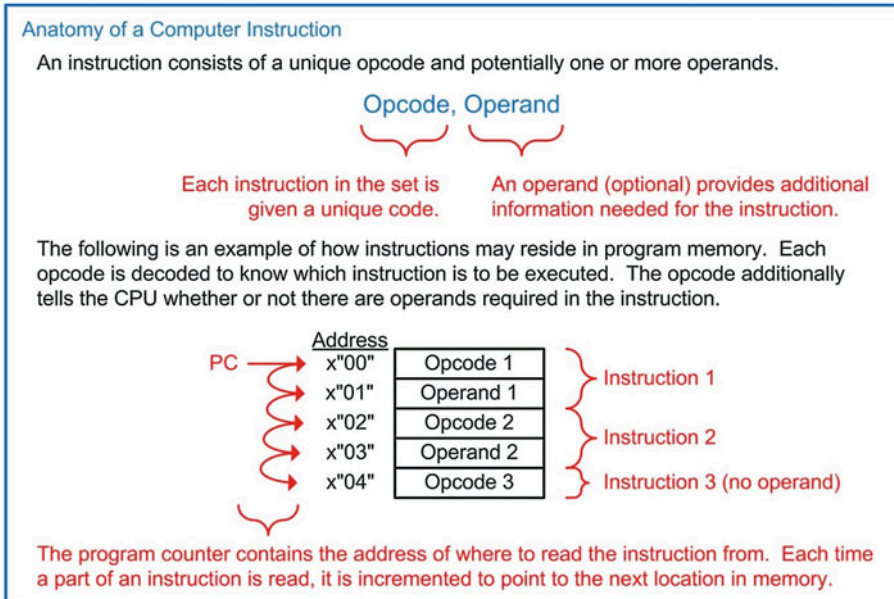 Anatomy of a Computer Instruction
An instruction consists of a unique opcode and potentially one or more operands.
Opcode, Operand
Each instruction in the set is
given a unique code.
An operand (optional) provides additional
information needed for the instruction.
The following is an example of how instructions may reside in program memory. Each
opcode is decoded to know which instruction is to be executed. The opcode additionally
tells the CPU whether or not there are operands required in the instruction.
Address
PC x"00" Opcode 1
x"01" Operand 1
Instruction 1
x"02" Opcode 2
x"03" Operand 2
Instruction 2
x"04" Opcode 3 Instruction 3 (no operand)
The program counter contains the address of where to read the instruction from. Each time
a part of an instruction is read, it is incremented to point to the next location in memory.